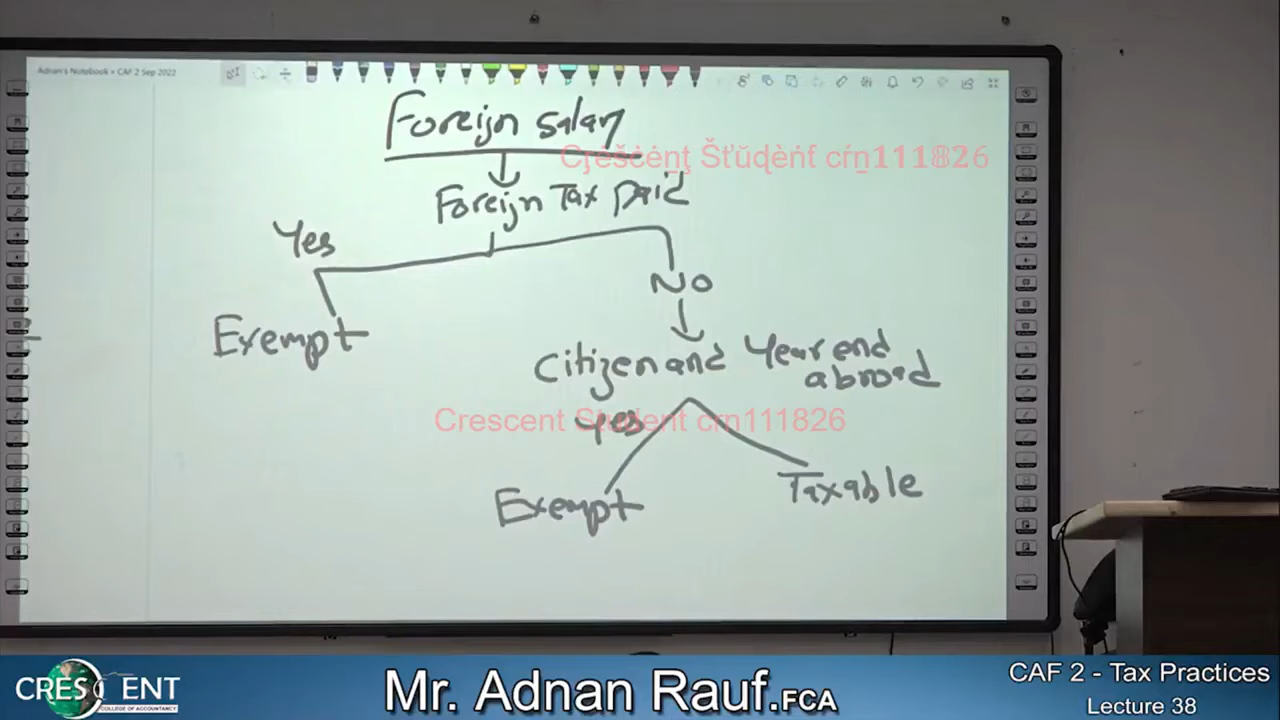 Adnan's Notebook » CAF 2 Sep 2022
Foreign salary
Crescent Student crn111826
Foreign Tax paid
Yes
No
Exempt
Citizen and Year end
abroad
Yes
Crescent Student crn111826
Exempt
Taxable
CRESCENT
COLLEGE OF ACCOUNTANCY
Mr. Adnan Rauf.FCA
CAF 2 - Tax Practices
Lecture 38